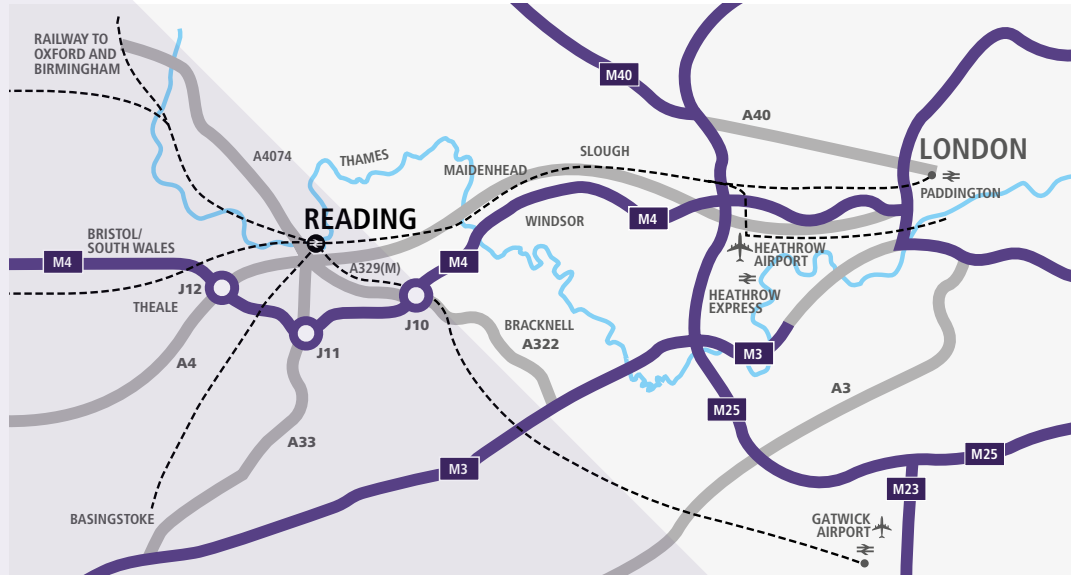 RAILWAY TO
OXFORD AND
BIRMINGHAM
M40
A40
A4074
THAMES
MAIDENHEAD
SLOUGH
LONDON
PADDINGTON
READING
BRISTOL/
SOUTH WALES
M4
WINDSOR
M4
M4
HEATHROW
AIRPORT
A329(M)
J12
THEALE
HEATHROW
EXPRESS
J10
BRACKNELL
A322
J11
A4
M3
A3
M25
A33
M3
M25
M23
BASINGSTOKE
GATWICK
AIRPORT